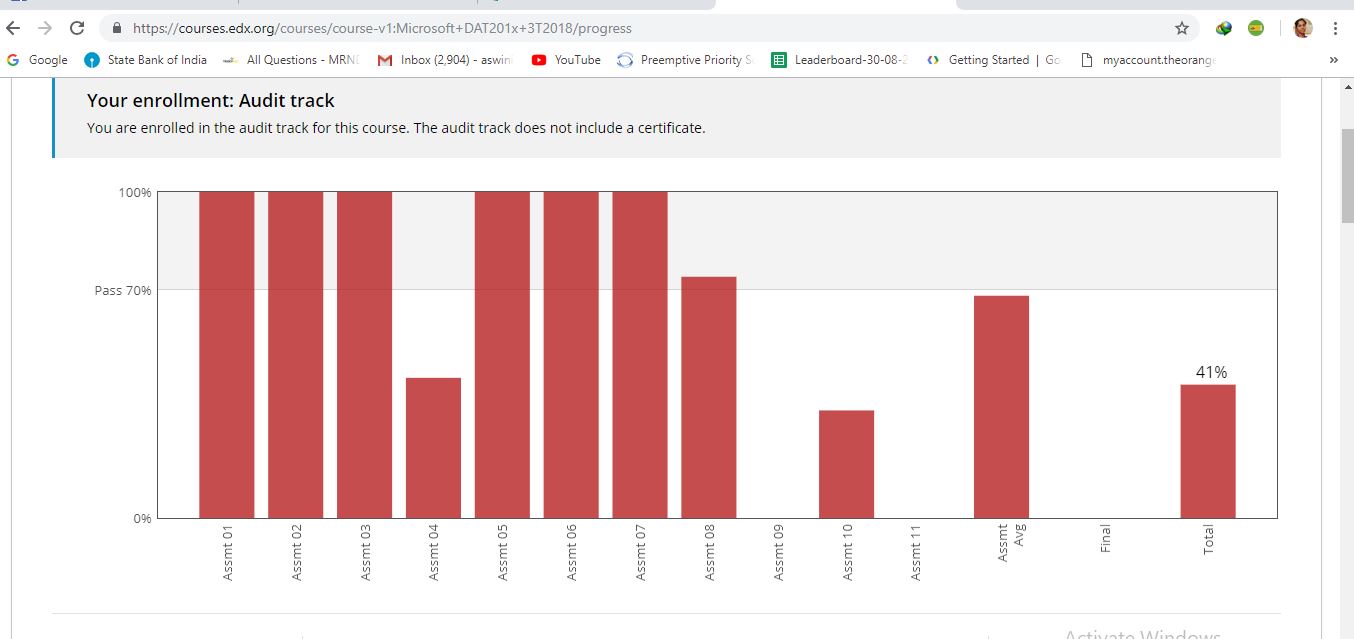 https://courses.edx.org/courses/course-v1:Microsoft+DAT201x+3T2018/progress
Google State Bank of India All Questions - MRN Inbox (2,904) - aswini YouTube Preemptive Priority S Leaderboard-30-08-2 Getting Started | Go myaccount.theorange »
Your enrollment: Audit track
You are enrolled in the audit track for this course. The audit track does not include a certificate.
100%
Pass 70%
41%
0%
Assmt 01
Assmt 02
Assmt 03
Assmt 04
Assmt 05
Assmt 06
Assmt 07
Assmt 08
Assmt 09
Assmt 10
Assmt 11
Assmt
Avg
Final
Total
Activate Windows